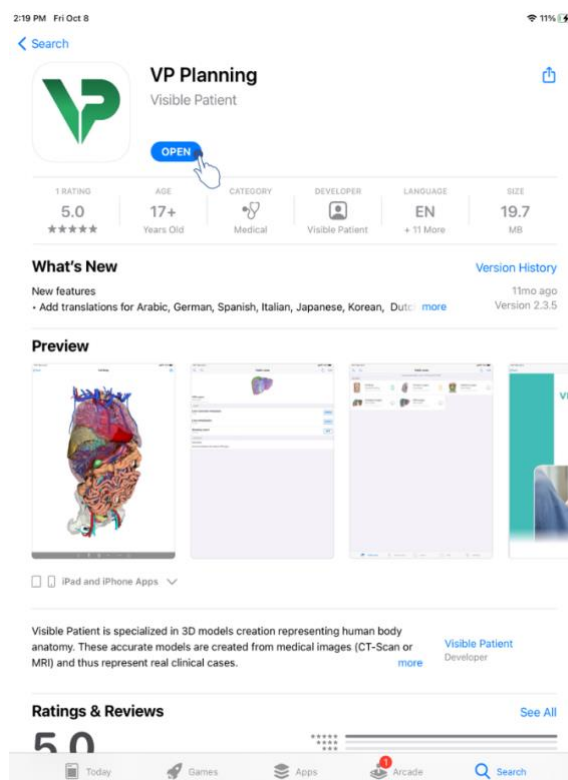 2:19 PM Fri Oct 8
11%
Search
VP Planning
Visible Patient
OPEN
1 RATING
5.0
AGE
17+
Years Old
CATEGORY
Medical
DEVELOPER
Visible Patient
LANGUAGE
EN
+ 11 More
SIZE
19.7
MB
What's New
Version History
New features
11mo ago
• Add translations for Arabic, German, Spanish, Italian, Japanese, Korean, more
Version 2.3.5
Preview
iPad and iPhone Apps
Visible Patient is specialized in 3D models creation representing human body
anatomy. These accurate models are created from medical images (CT-Scan or
MRI) and thus represent real clinical cases.
more
Visible Patient
Developer
Ratings & Reviews
See All
5.0
Today
Games
Apps
1
Arcade
Search